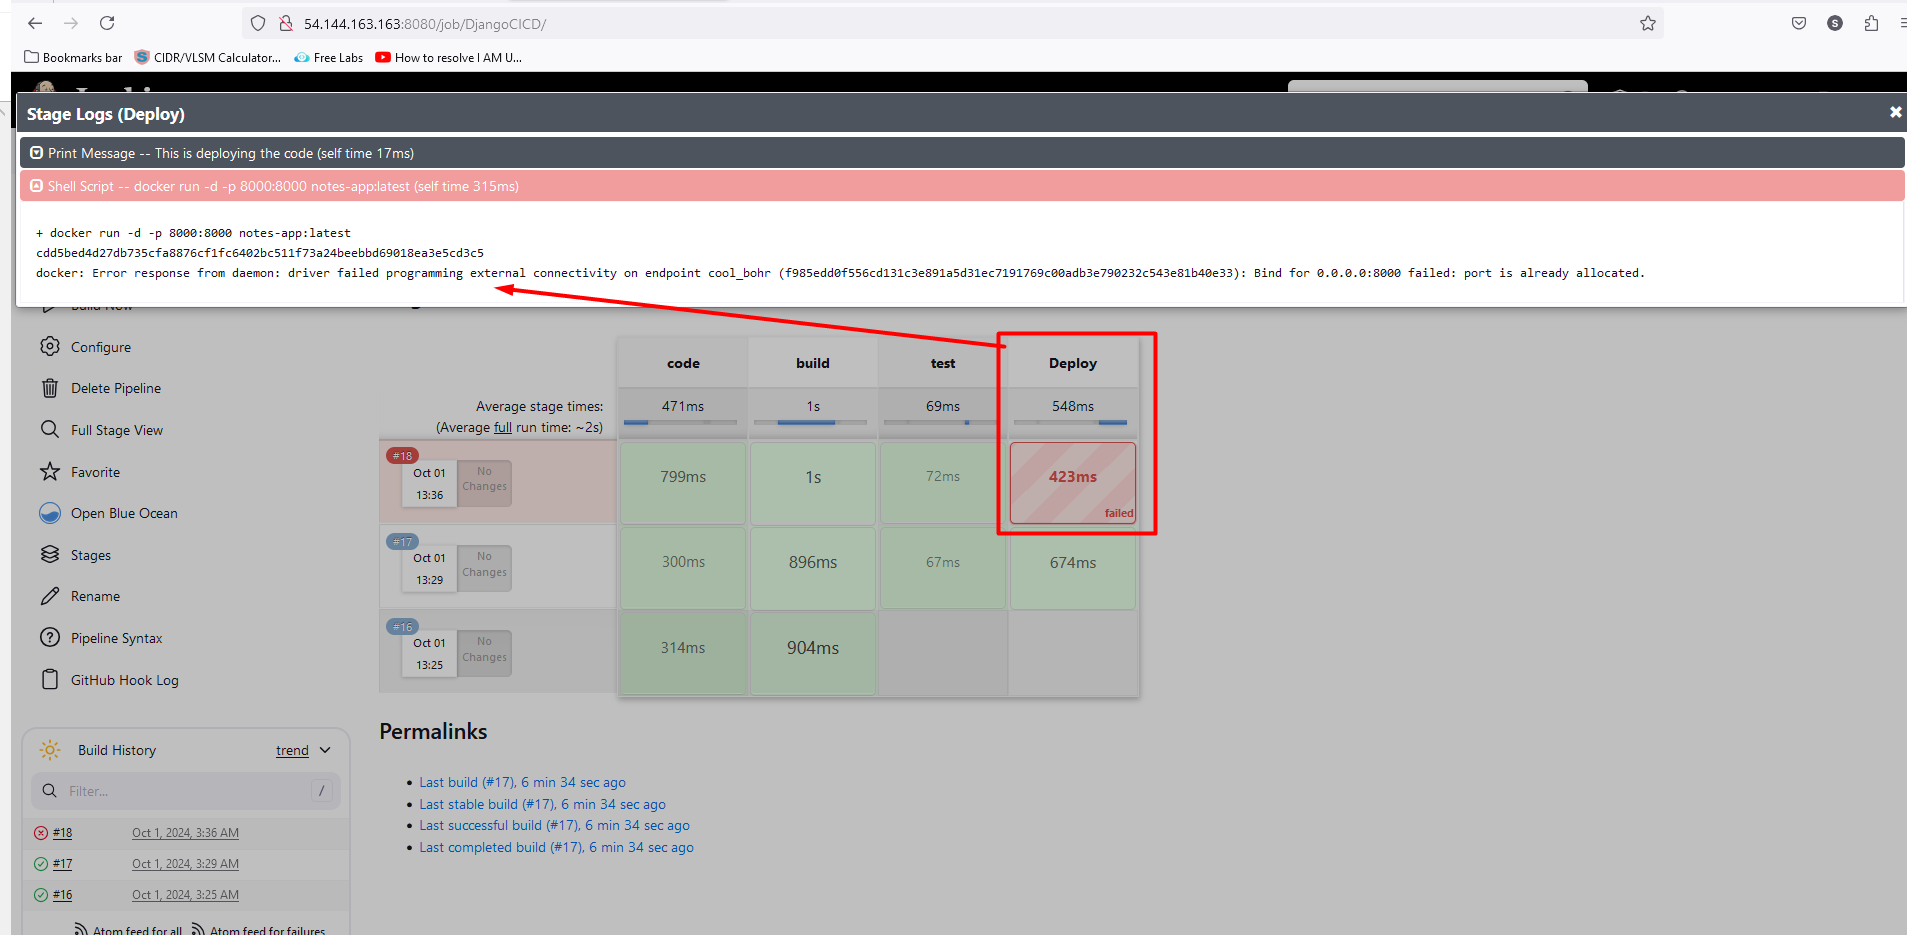 54.144.163.163:8080/job/DjangoCICD/
S
Bookmarks bar
CIDR/VLSM Calculator...
Free Labs
How to resolve I AM U...
Stage Logs (Deploy)
Print Message -- This is deploying the code (self time 17ms)
Shell Script -- docker run -d -p 8000:8000 notes-app:latest (self time 315ms)
+ docker run -d -p 8000:8000 notes-app:latest
cdd5bed4d27db735cfa8876cf1fc6402bc511f73a24beebbd69018ea3e5cd3c5
docker: Error response from daemon: driver failed programming external connectivity on endpoint cool_bohr (f985edd0f556cd131c3e891a5d31ec7191769c00adb3e790232c543e81b40e33): Bind for 0.0.0.0:8000 failed: port is already allocated.
Build Now
Configure
Delete Pipeline
Full Stage View
Favorite
Open Blue Ocean
Stages
Rename
Pipeline Syntax
GitHub Hook Log
code build test Deploy
Average stage times: 471ms 1s 69ms 548ms
(Average full run time: ~2s)
#18
Oct 01
13:36
No
Changes
799ms 1s 72ms 423ms
failed
#17
Oct 01
13:29
No
Changes
300ms 896ms 67ms 674ms
#16
Oct 01
13:25
No
Changes
314ms 904ms
Permalinks
Last build (#17), 6 min 34 sec ago
Last stable build (#17), 6 min 34 sec ago
Last successful build (#17), 6 min 34 sec ago
Last completed build (#17), 6 min 34 sec ago
Build History trend
Filter... /
#18 Oct 1, 2024, 3:36 AM
#17 Oct 1, 2024, 3:29 AM
#16 Oct 1, 2024, 3:25 AM
Atom feed for all Atom feed for failures